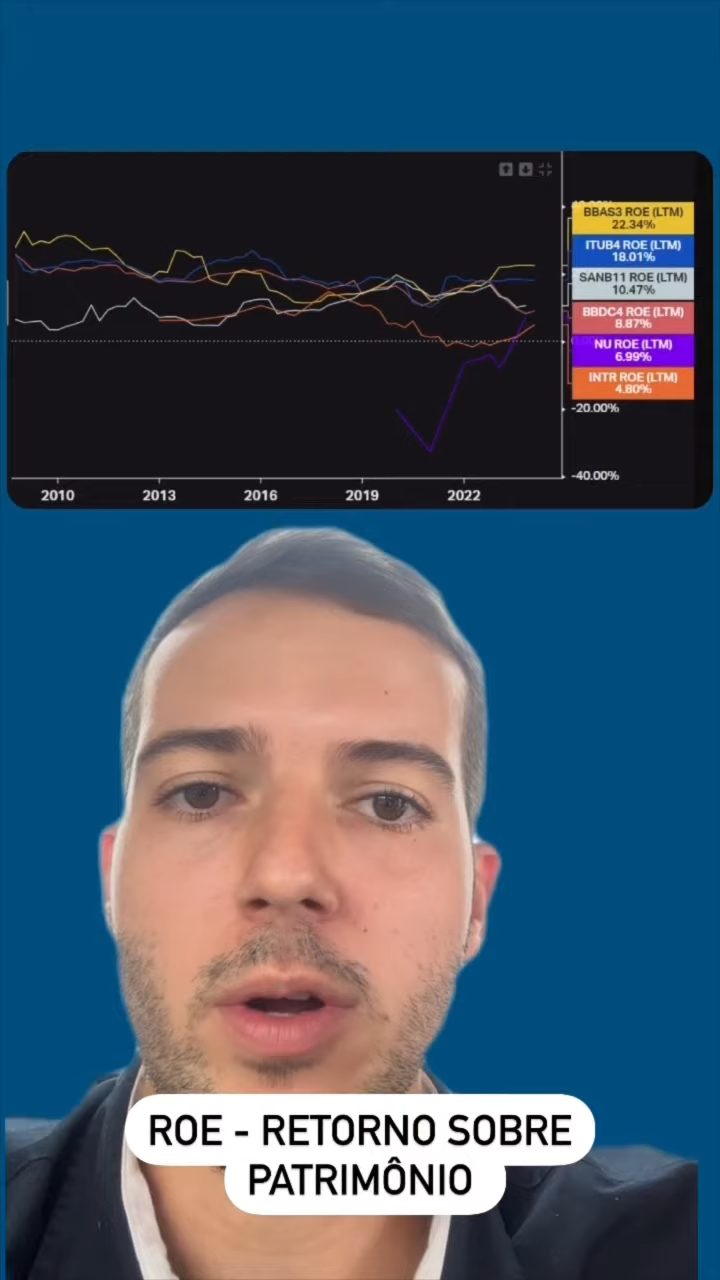 BBAS3 ROE (LTM)
22.34%
ITUB4 ROE (LTM)
18.01%
SANB11 ROE (LTM)
10.47%
BBDC4 ROE (LTM)
8.87%
NU ROE (LTM)
6.99%
INTR ROE (LTM)
4.80%
-20.00%
-40.00%
2010
2013
2016
2019
2022
ROE - RETORNO SOBRE
PATRIMÔNIO